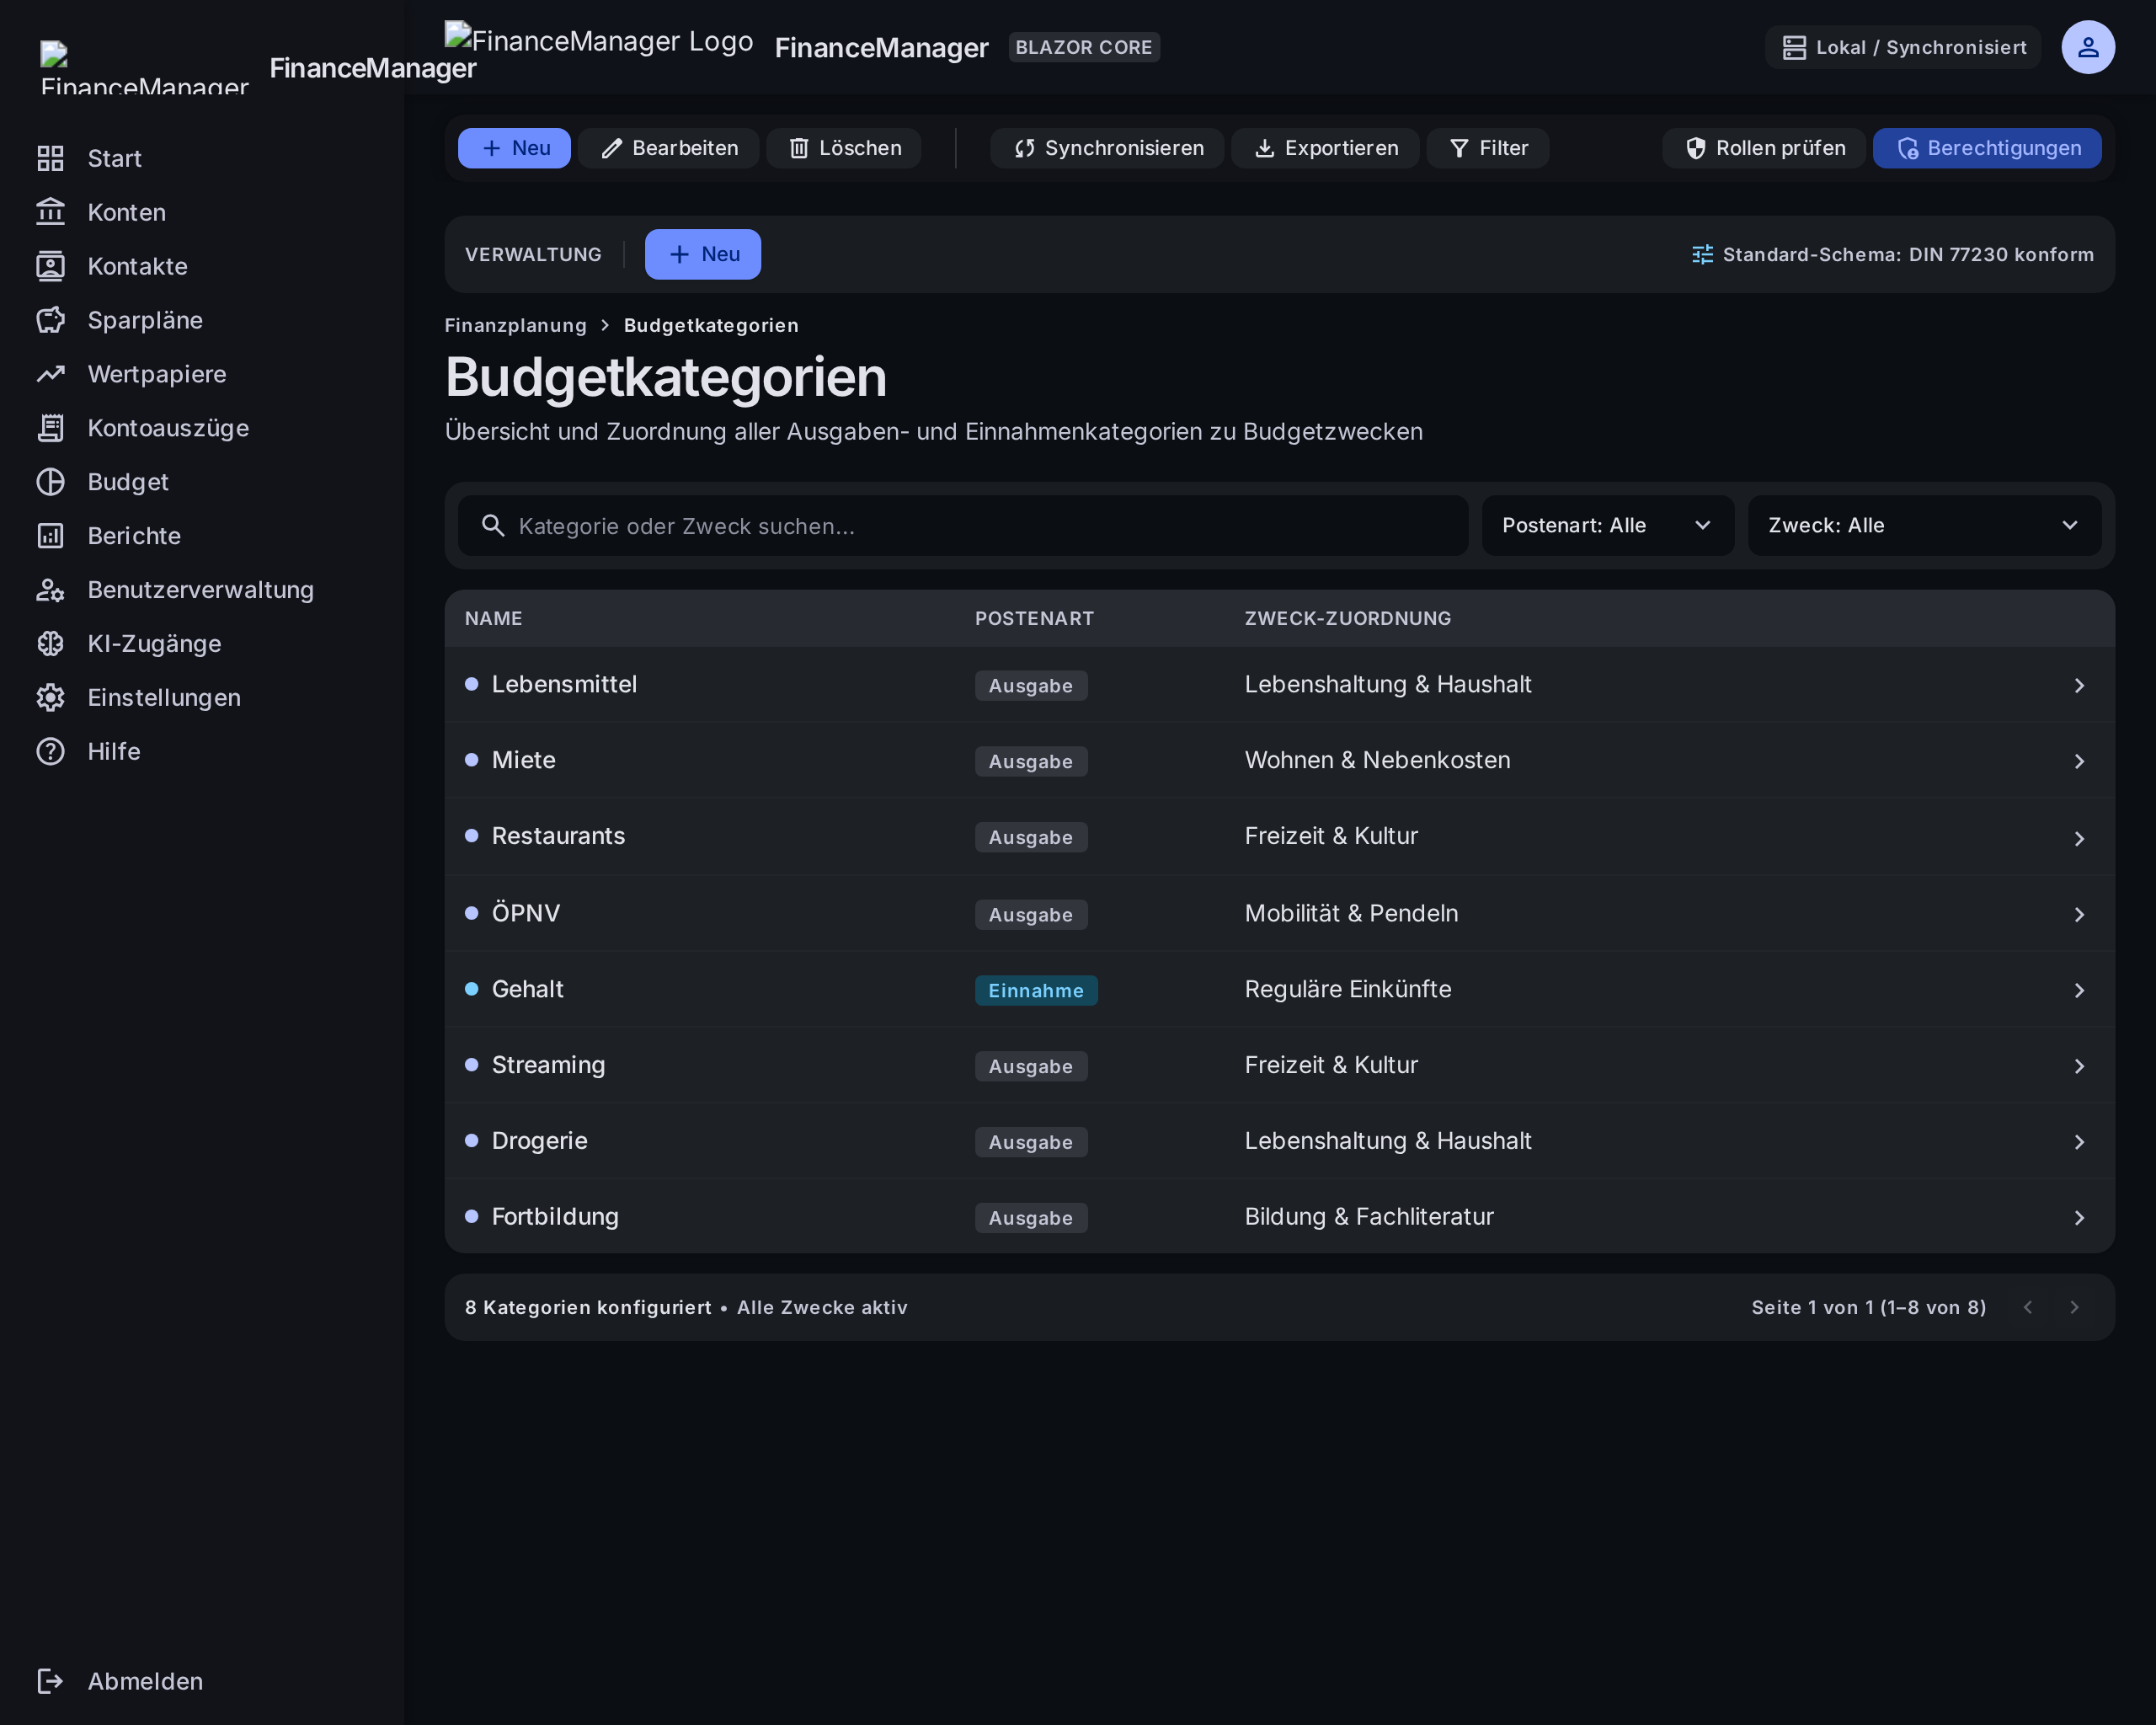 FinanceManager
FinanceManager
FinanceManager Logo
FinanceManager
BLAZOR CORE
Lokal / Synchronisiert
Start
Konten
Kontakte
Sparpläne
Wertpapiere
Kontoauszüge
Budget
Berichte
Benutzerverwaltung
KI-Zugänge
Einstellungen
Hilfe
Abmelden
Neu
Bearbeiten
Löschen
Synchronisieren
Exportieren
Filter
Rollen prüfen
Berechtigungen
VERWALTUNG
Neu
Standard-Schema: DIN 77230 konform
Finanzplanung
Budgetkategorien
Budgetkategorien
Übersicht und Zuordnung aller Ausgaben- und Einnahmenkategorien zu Budgetzwecken
Kategorie oder Zweck suchen...
Postenart: Alle
Zweck: Alle
NAME POSTENART ZWECK-ZUORDNUNG
Lebensmittel Ausgabe Lebenshaltung & Haushalt
Miete Ausgabe Wohnen & Nebenkosten
Restaurants Ausgabe Freizeit & Kultur
ÖPNV Ausgabe Mobilität & Pendeln
Gehalt Einnahme Reguläre Einkünfte
Streaming Ausgabe Freizeit & Kultur
Drogerie Ausgabe Lebenshaltung & Haushalt
Fortbildung Ausgabe Bildung & Fachliteratur
8 Kategorien konfiguriert • Alle Zwecke aktiv
Seite 1 von 1 (1–8 von 8)